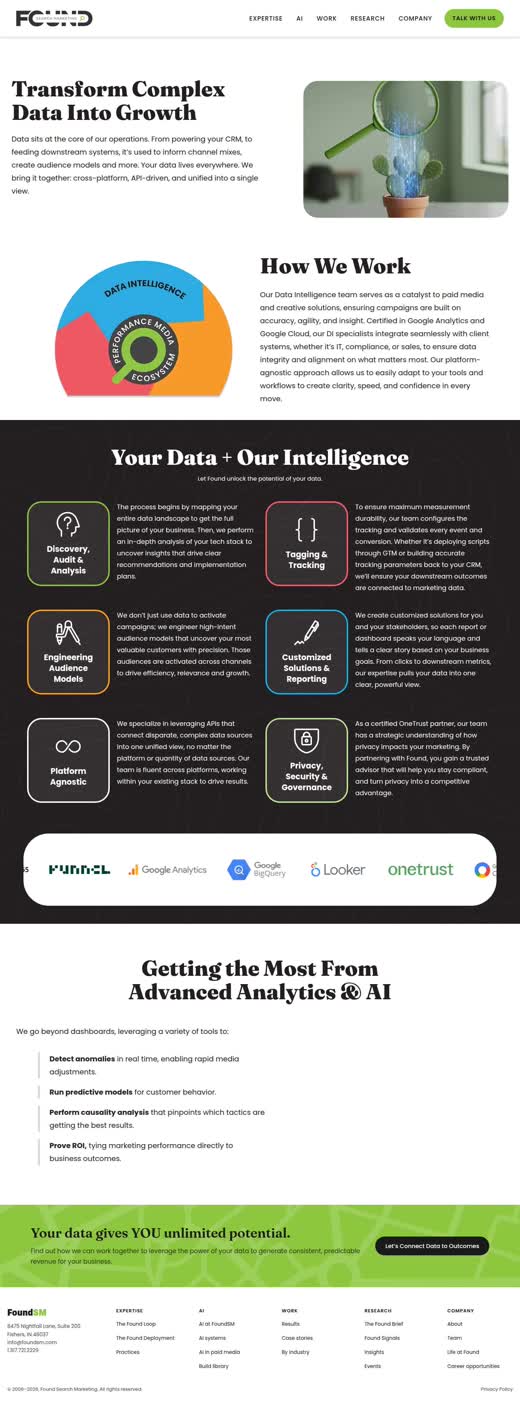 FOUND
SEARCH MARKETING
EXPERTISE AI WORK RESEARCH COMPANY TALK WITH US
Transform Complex
Data Into Growth
Data sits at the core of our operations. From powering your CRM, to
feeding downstream systems, it's used to inform channel mixes,
create audience models and more. Your data lives everywhere. We
bring it together: cross-platform, API-driven, and unified into a single
view.
DATA INTELLIGENCE
PERFORMANCE MEDIA
ECOSYSTEM
How We Work
Our Data Intelligence team serves as a catalyst to paid media
and creative solutions, ensuring campaigns are built on
accuracy, agility, and insight. Certified in Google Analytics and
Google Cloud, our DI specialists integrate seamlessly with client
systems, whether it's IT, compliance, or sales, to ensure data
integrity and alignment on what matters most. Our platform-
agnostic approach allows us to easily adapt to your tools and
workflows to create clarity, speed, and confidence in every
move.
Your Data + Our Intelligence
Let Found unlock the potential of your data.
Discovery,
Audit &
Analysis
The process begins by mapping your
entire data landscape to get the full
picture of your business. Then, we perform
an in-depth analysis of your tech stack to
uncover insights that drive clear
recommendations and implementation
plans.
Tagging &
Tracking
To ensure maximum measurement
durability, our team configures the
tracking and validates every event and
conversion. Whether it's deploying scripts
through GTM or building accurate
tracking parameters back to your CRM,
we'll ensure your downstream outcomes
are connected to marketing data.
Engineering
Audience
Models
We don't just use data to activate
campaigns; we engineer high-intent
audience models that uncover your most
valuable customers with precision. Those
audiences are activated across channels
to drive efficiency, relevance and growth.
Customized
Solutions &
Reporting
We create customized solutions for you
and your stakeholders, so each report or
dashboard speaks your language and
tells a clear story based on your business
goals. From clicks to downstream metrics,
our expertise pulls your data into one
clear, powerful view.
Platform
Agnostic
We specialize in leveraging APIs that
connect disparate, complex data sources
into one unified view, no matter the
platform or quantity of data sources. Our
team is fluent across platforms, working
within your existing stack to drive results.
Privacy,
Security &
Governance
As a certified OneTrust partner, our team
has a strategic understanding of how
privacy impacts your marketing. By
partnering with Found, you gain a trusted
advisor that will help you stay compliant,
and turn privacy into a competitive
advantage.
funnel Google Analytics Google BigQuery Looker onetrust
Getting the Most From
Advanced Analytics & AI
We go beyond dashboards, leveraging a variety of tools to:
Detect anomalies in real time, enabling rapid media
adjustments.
Run predictive models for customer behavior.
Perform causality analysis that pinpoints which tactics are
getting the best results.
Prove ROI, tying marketing performance directly to
business outcomes.
Your data gives YOU unlimited potential.
Find out how we can work together to leverage the power of your data to generate consistent, predictable
revenue for your business.
Let's Connect Data to Outcomes
FoundSM
8475 Nightfall Lane, Suite 200
Fishers, IN 46037
info@foundsm.com
1.317.721.2229
EXPERTISE
The Found Loop
The Found Deployment
Practices
AI
AI at FoundSM
AI systems
AI in paid media
Build library
WORK
Results
Case stories
By industry
RESEARCH
The Found Brief
Found Signals
Insights
Events
COMPANY
About
Team
Life at Found
Career opportunities
© 2008–2026, Found Search Marketing. All rights reserved.
Privacy Policy